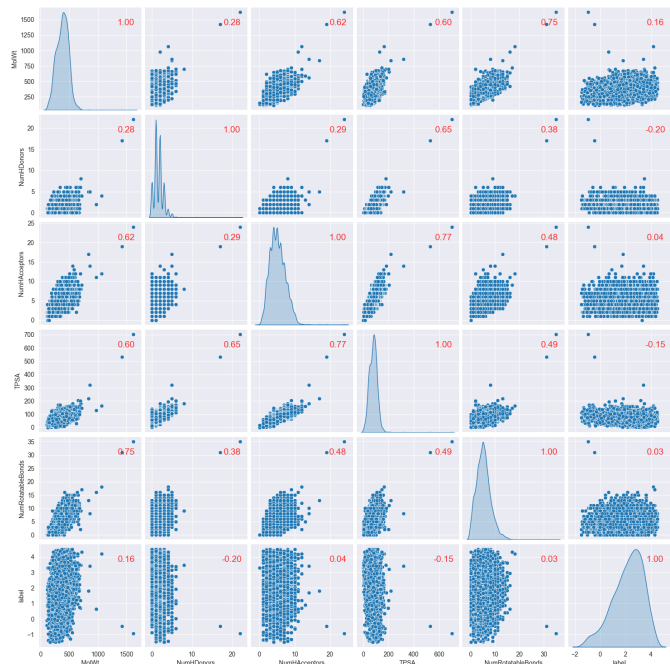 1.00 0.28 0.62 0.60 0.75 0.16
1500
1250
1000
750
500
250
MolWt
0.28 1.00 0.29 0.65 0.38 -0.20
20
15
10
5
0
NumHDonors
0.62 0.29 1.00 0.77 0.48 0.04
25
20
15
10
5
0
NumHAcceptors
0.60 0.65 0.77 1.00 0.49 -0.15
700
600
500
400
300
200
100
0
TPSA
0.75 0.38 0.48 0.49 1.00 0.03
35
30
25
20
15
10
5
0
NumRotatableBonds
0.16 -0.20 0.04 -0.15 0.03 1.00
4
3
2
1
0
−1
label
0 500 1000 1500 0 10 20 0 10 20 0 200 400 600 0 10 20 30 −2 0 2 4
MolWt NumHDonors NumHAcceptors TPSA NumRotatableBonds label